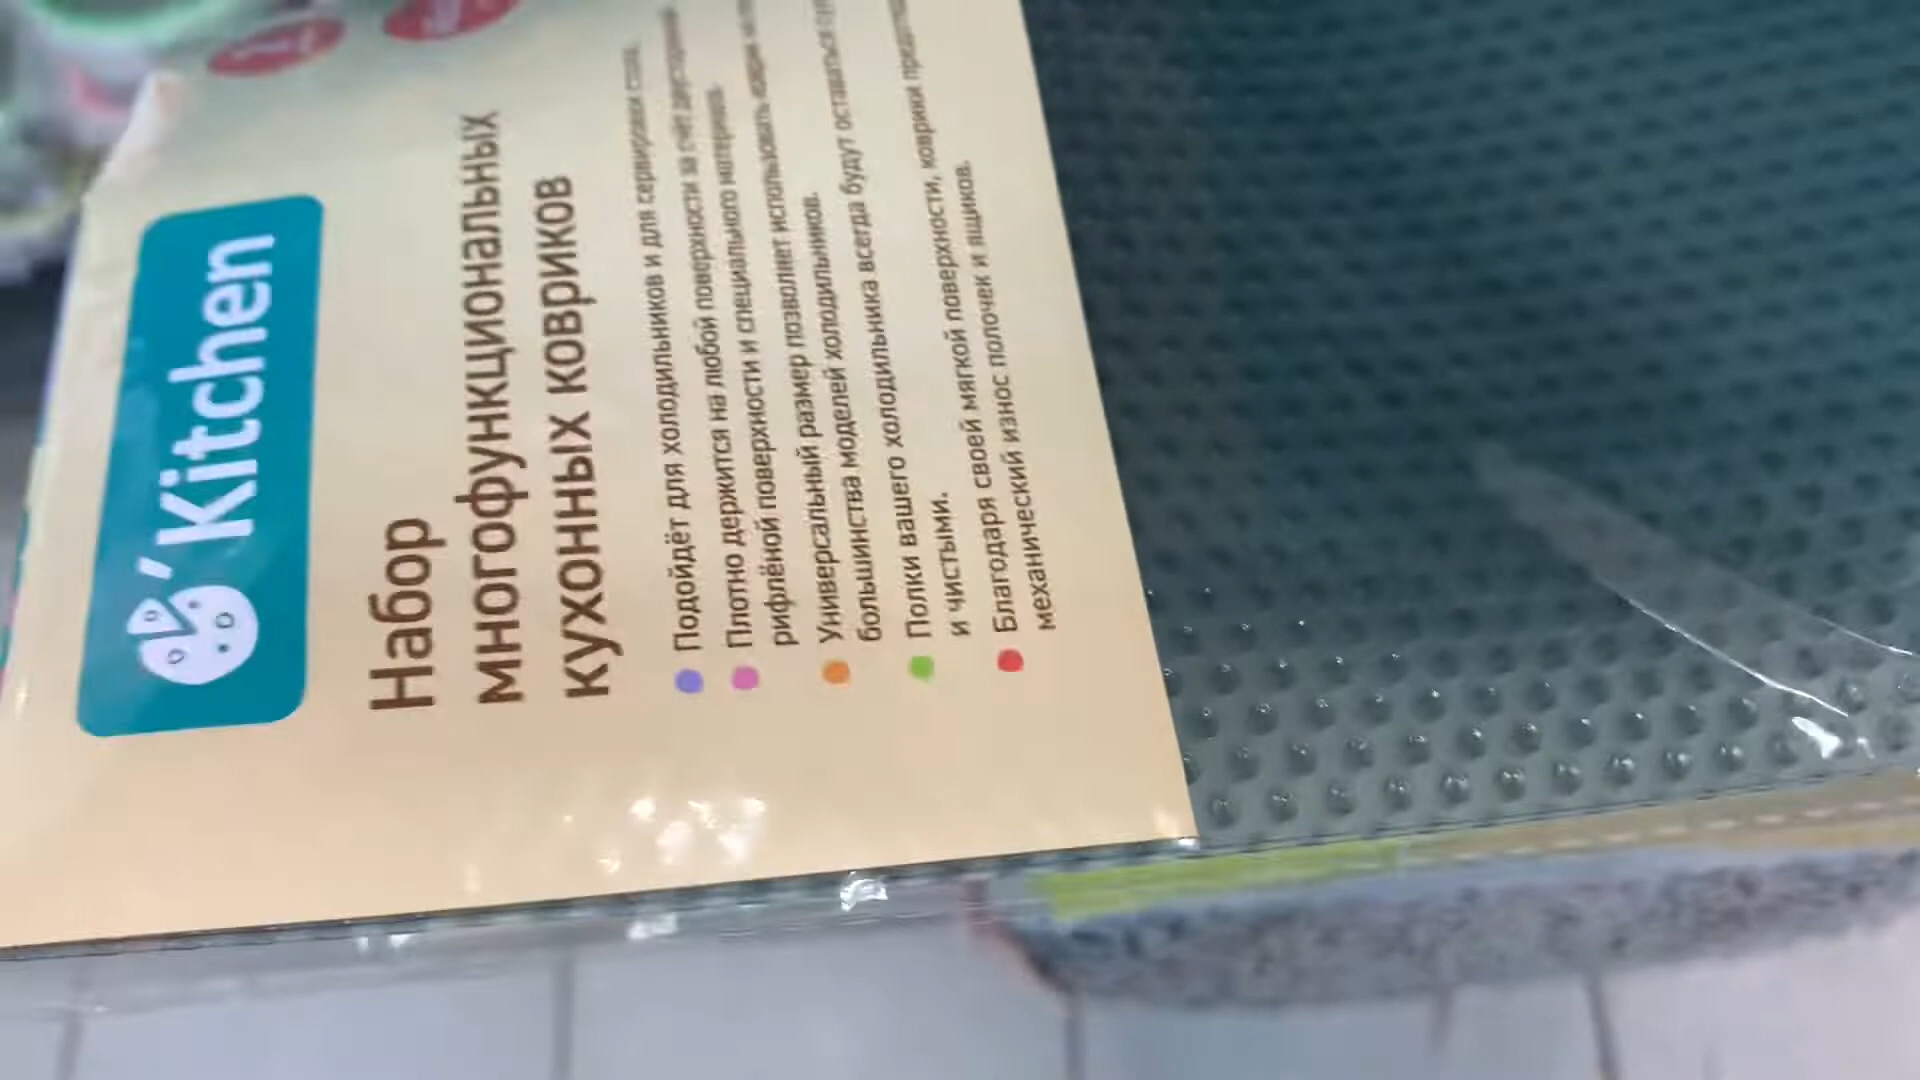 Kitchen
Набор
многофункциональных
кухонных ковриков
Подойдёт для холодильников и для сервировки стола.
Плотно держится на любой поверхности за счёт двусторонней
рифлёной поверхности и специального материала.
Универсальный размер позволяет использовать коврик
большинства моделей холодильников.
Полки вашего холодильника всегда будут оставаться
и чистыми.
Благодаря своей мягкой поверхности, коврики
механический износ полочек и ящиков.